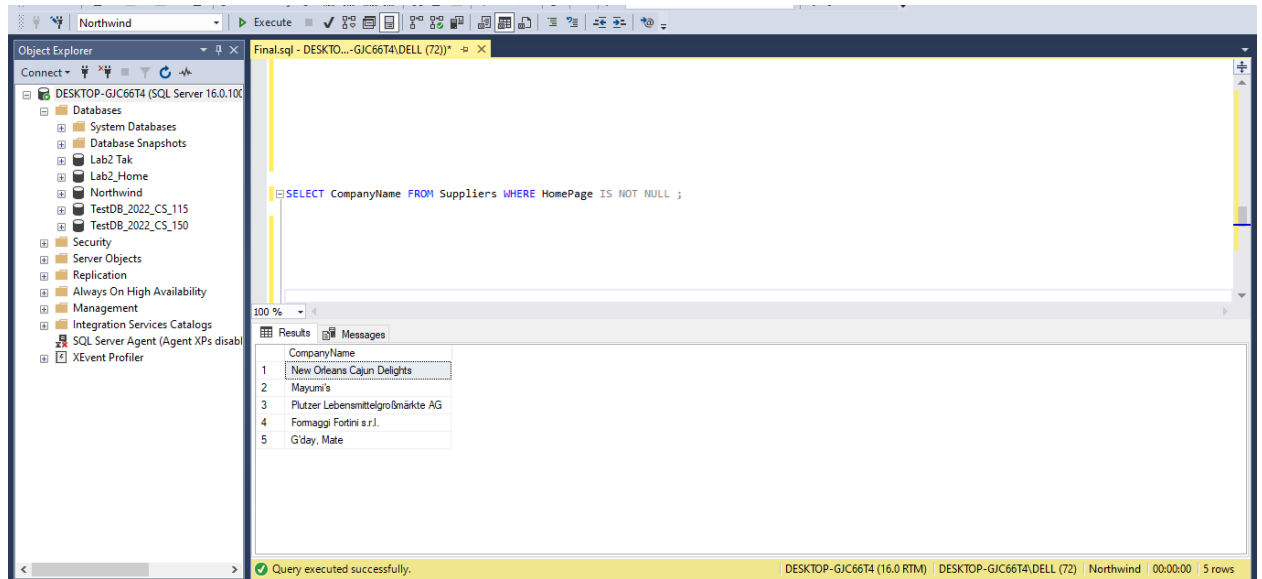 Northwind
Execute
Object Explorer
Final.sql - DESKTO...-GJC66T4\DELL (72))*
Connect
DESKTOP-GJC66T4 (SQL Server 16.0.100
Databases
System Databases
Database Snapshots
Lab2 Tak
Lab2_Home
Northwind
TestDB_2022_CS_115
TestDB_2022_CS_150
Security
Server Objects
Replication
Always On High Availability
Management
Integration Services Catalogs
SQL Server Agent (Agent XPs disabl
XEvent Profiler
SELECT CompanyName FROM Suppliers WHERE HomePage IS NOT NULL ;
100 %
Results Messages
CompanyName
1 New Orleans Cajun Delights
2 Mayumi's
3 Plutzer Lebensmittelgroßmärkte AG
4 Formaggi Fortini s.r.l.
5 G'day, Mate
Query executed successfully. DESKTOP-GJC66T4 (16.0 RTM) DESKTOP-GJC66T4\DELL (72) Northwind 00:00:00 5 rows